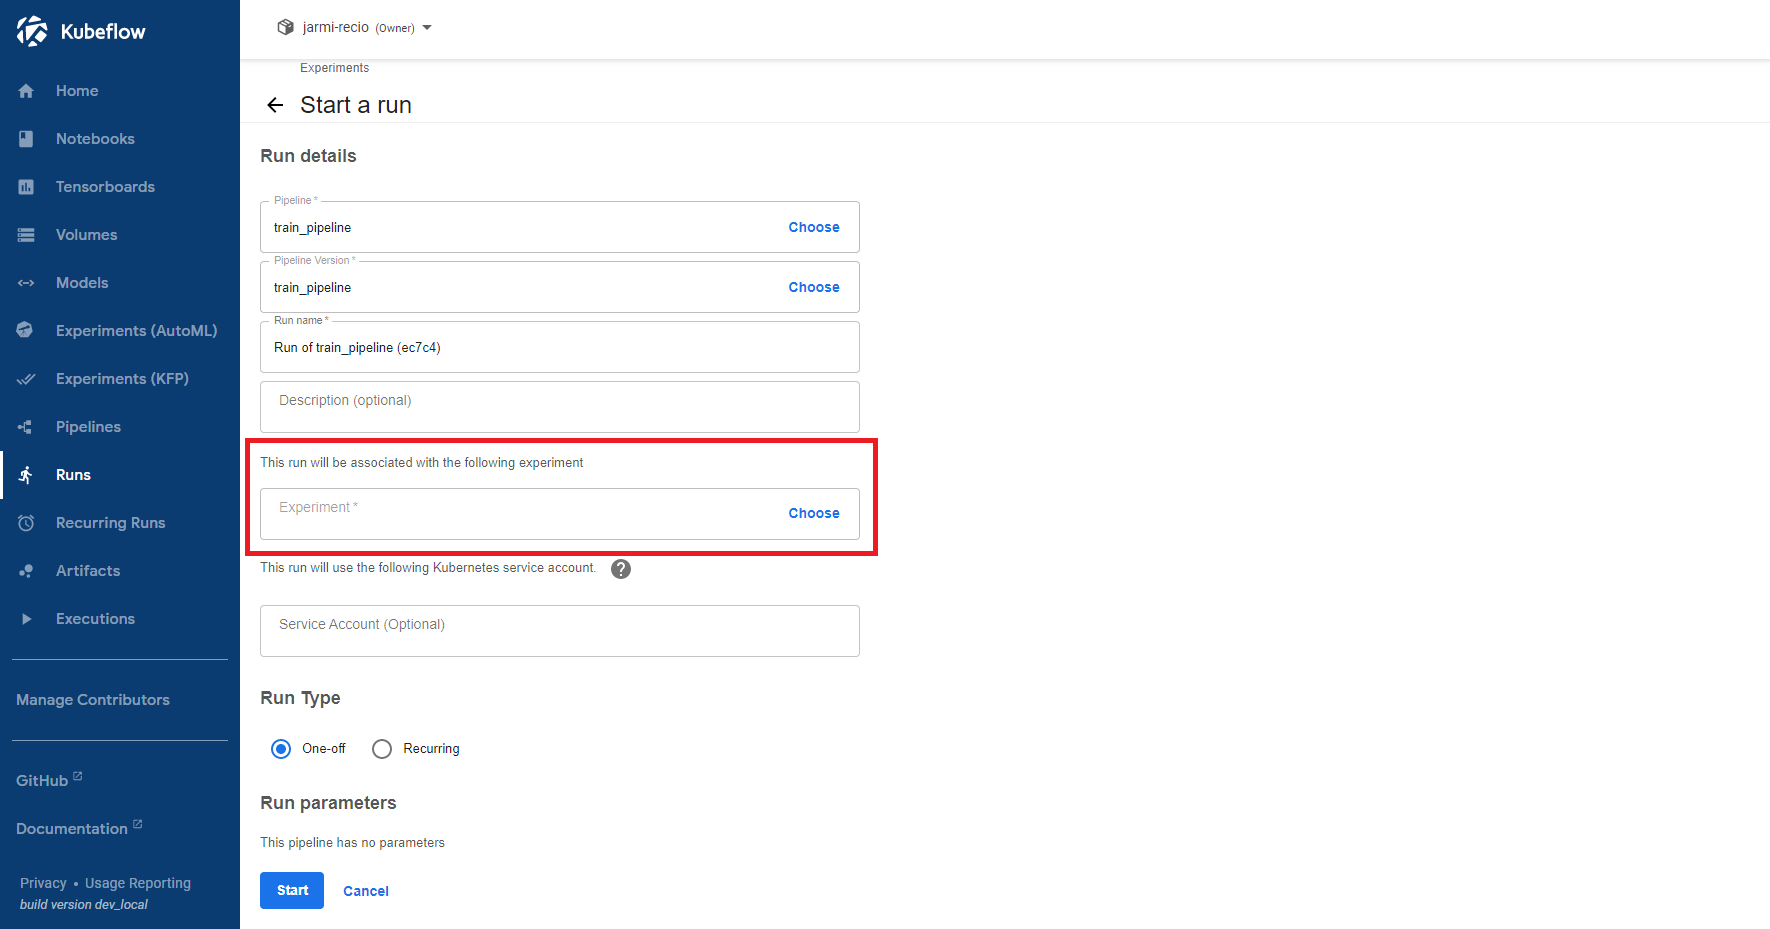 Kubeflow
Home
Notebooks
Tensorboards
Volumes
Models
Experiments (AutoML)
Experiments (KFP)
Pipelines
Runs
Recurring Runs
Artifacts
Executions
Manage Contributors
GitHub
Documentation
Privacy • Usage Reporting
build version dev_local
jarmi-recio (Owner)
Experiments
Start a run
Run details
Pipeline *
train_pipeline Choose
Pipeline Version *
train_pipeline Choose
Run name *
Run of train_pipeline (ec7c4)
Description (optional)
This run will be associated with the following experiment
Experiment * Choose
This run will use the following Kubernetes service account. ?
Service Account (Optional)
Run Type
One-off Recurring
Run parameters
This pipeline has no parameters
Start Cancel